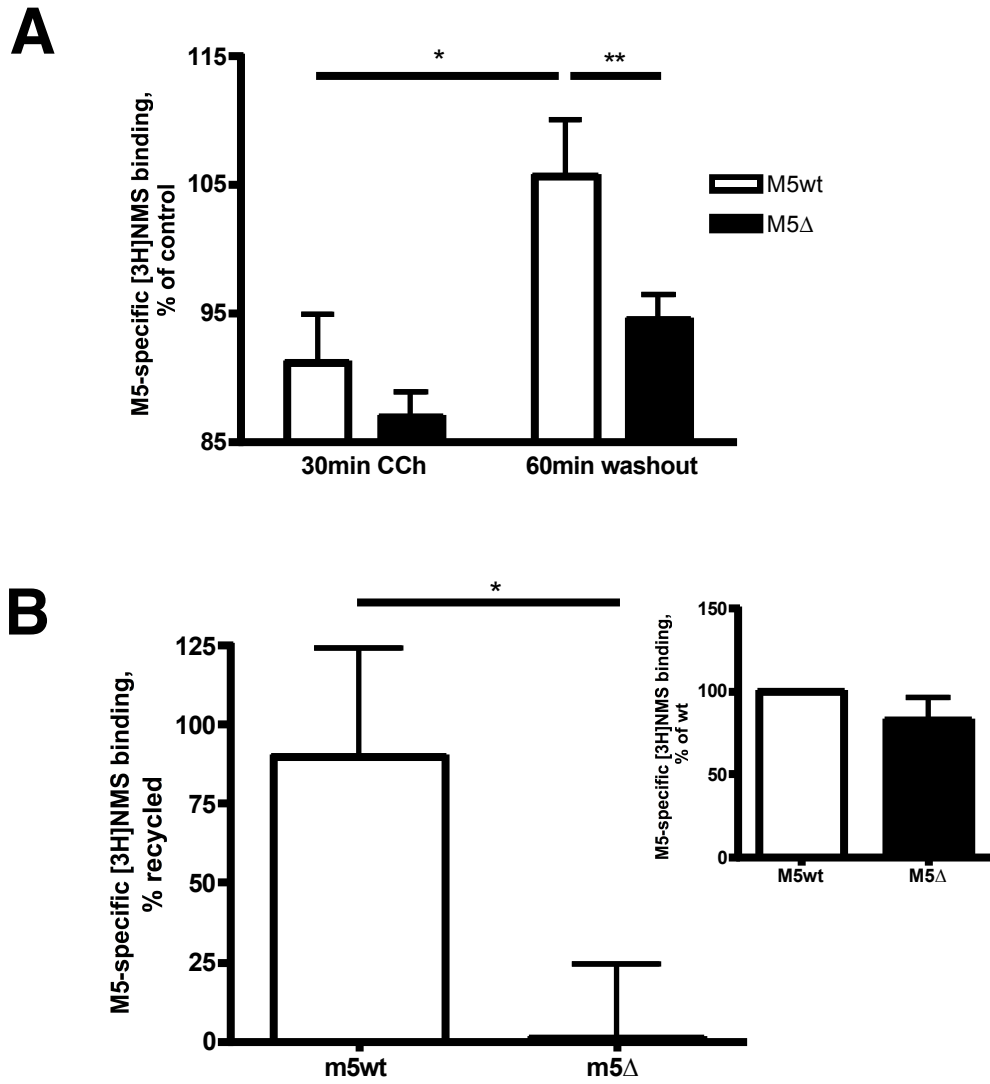 A
*
**
115
105
95
85
M5-specific [3H]NMS binding,
% of control
30min CCh
60min washout
M5wt
M5Δ
B
*
125
100
75
50
25
0
M5-specific [3H]NMS binding,
% recycled
m5wt
m5Δ
150
100
50
0
M5-specific [3H]NMS binding,
% of wt
M5wt
M5Δ